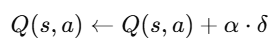 Q(s, a) ← Q(s, a) + α · δ